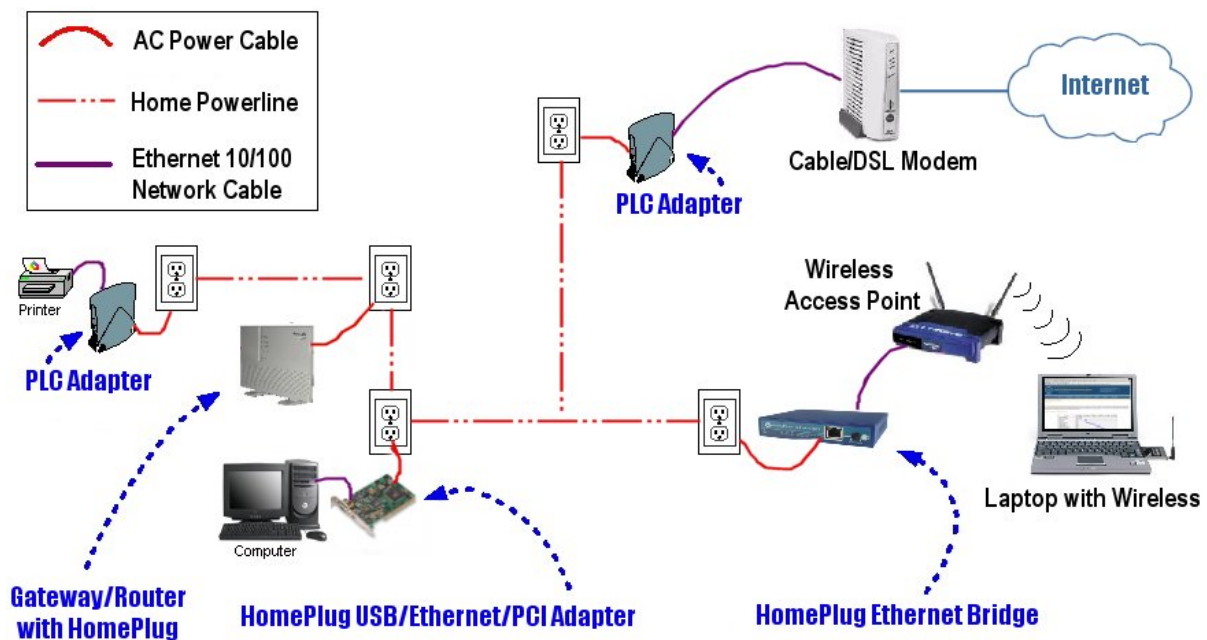 AC Power Cable
Home Powerline
Ethernet 10/100
Network Cable
Internet
Cable/DSL Modem
PLC Adapter
Printer
PLC Adapter
Wireless
Access Point
Computer
Laptop with Wireless
Gateway/Router
with HomePlug
HomePlug USB/Ethernet/PCI Adapter
HomePlug Ethernet Bridge